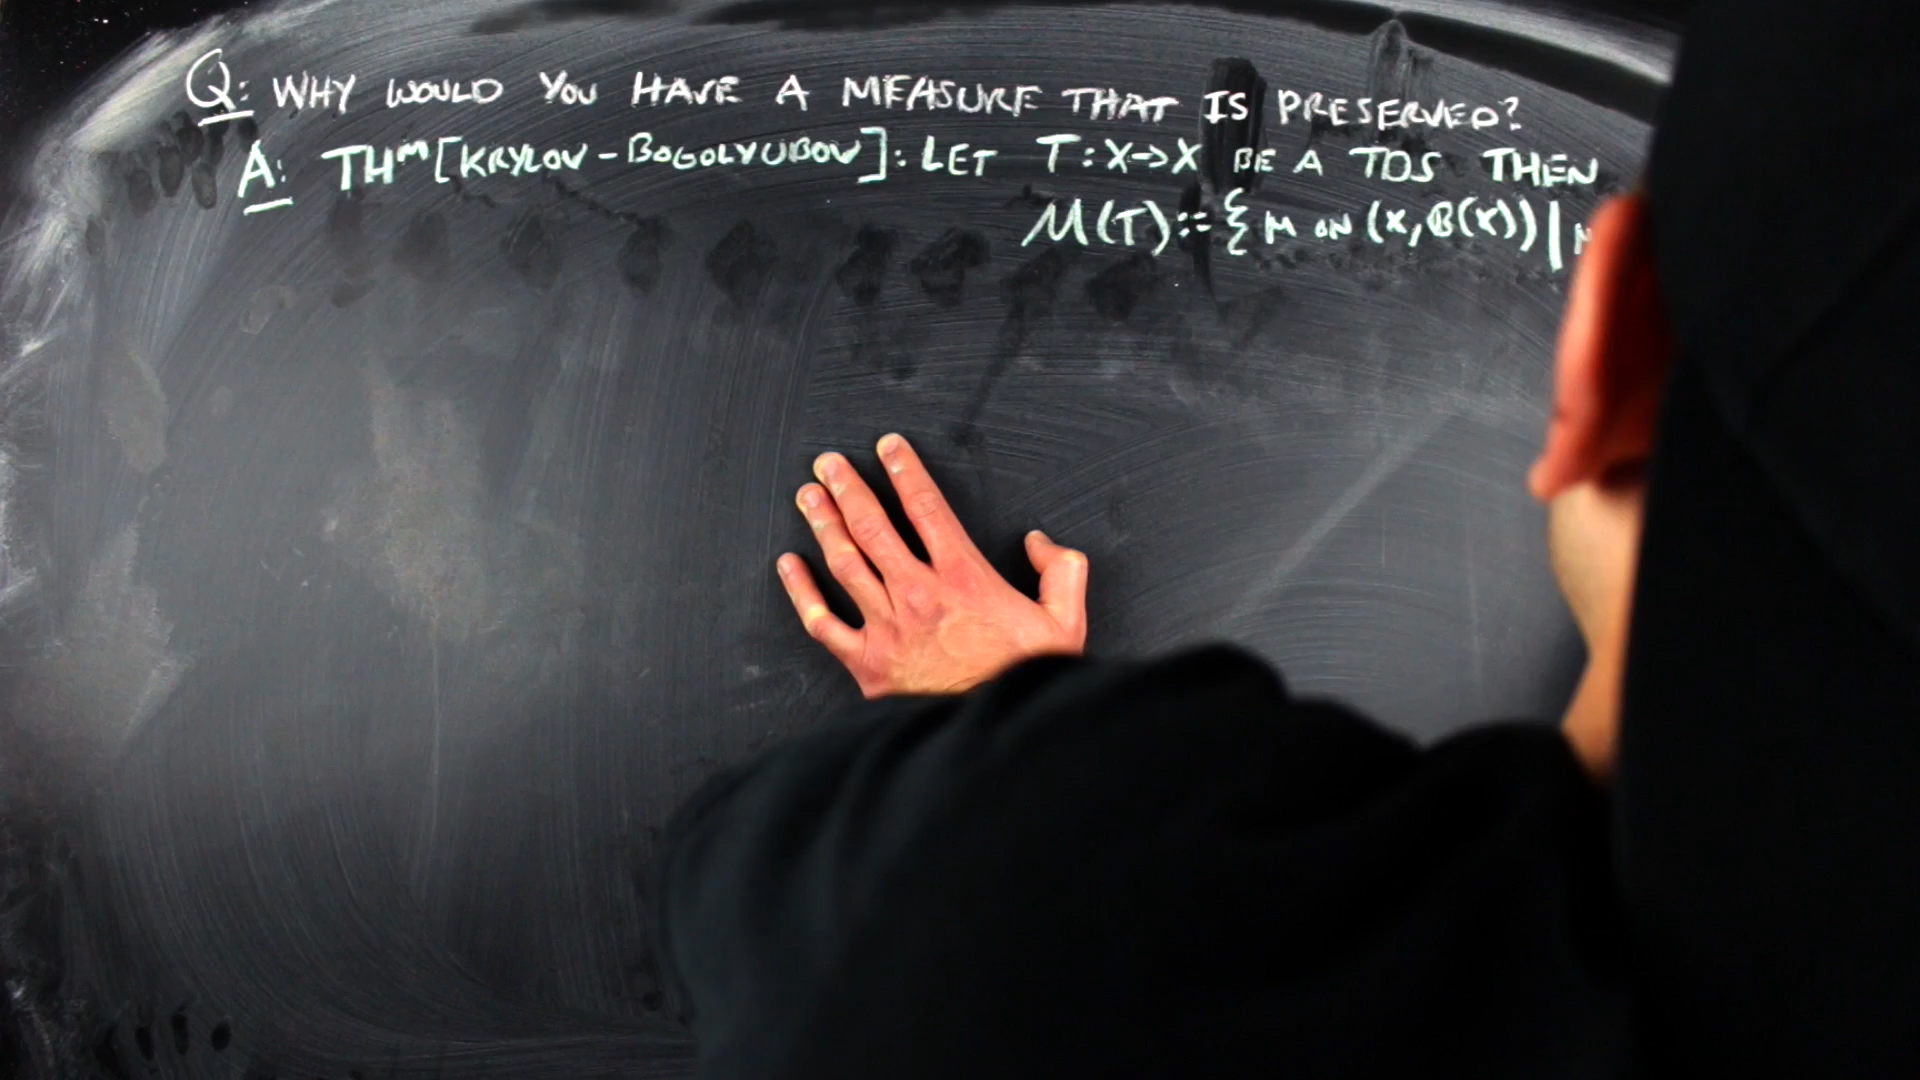 Q: WHY WOULD YOU HAVE A MEASURE THAT IS PRESERVED?
A: THᴹ [KRYLOV-BOGOLYUBOV]: LET T:X→X BE A TDS THEN
M(T):= { μ ON (X, B(X)) |